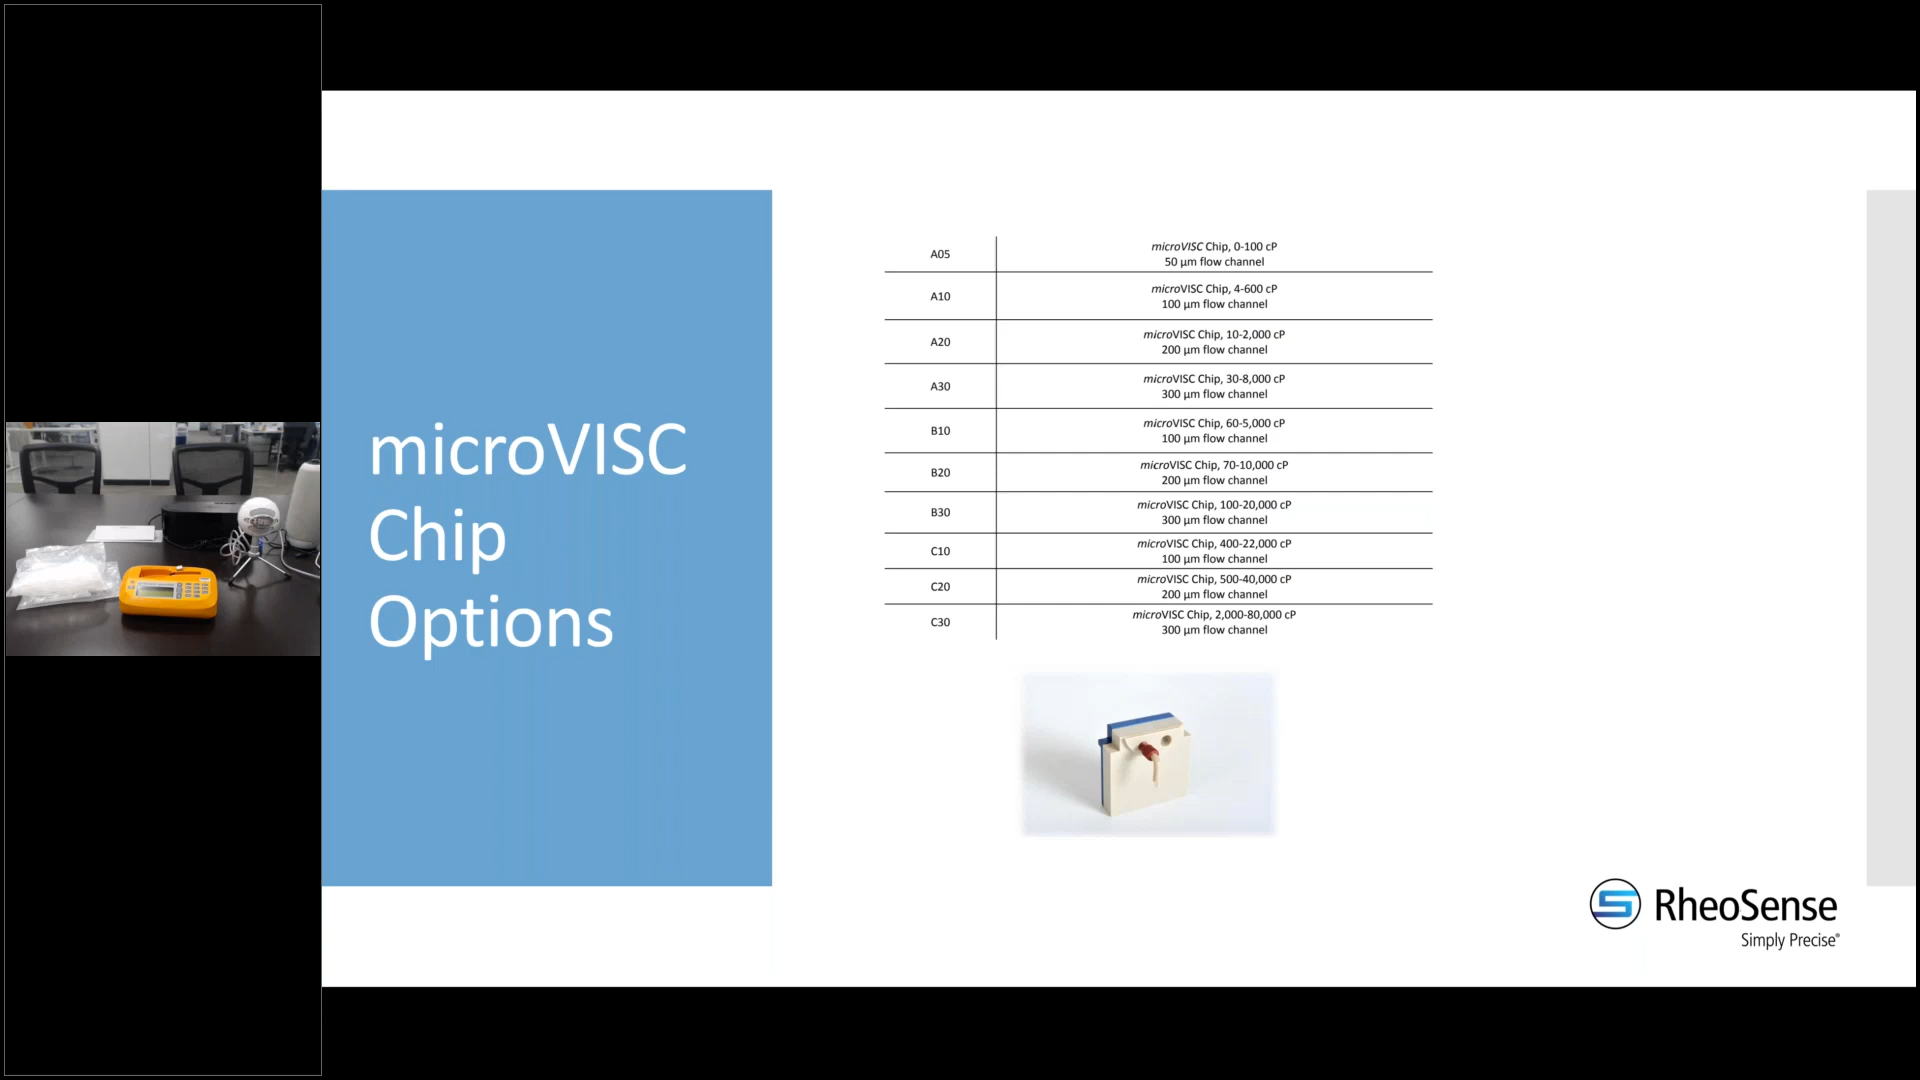 microVISC
Chip
Options
A05
microVISC Chip, 0-100 cP
50 µm flow channel
A10
microVISC Chip, 4-600 cP
100 µm flow channel
A20
microVISC Chip, 10-2,000 cP
200 µm flow channel
A30
microVISC Chip, 30-8,000 cP
300 µm flow channel
B10
microVISC Chip, 60-5,000 cP
100 µm flow channel
B20
microVISC Chip, 70-10,000 cP
200 µm flow channel
B30
microVISC Chip, 100-20,000 cP
300 µm flow channel
C10
microVISC Chip, 400-22,000 cP
100 µm flow channel
C20
microVISC Chip, 500-40,000 cP
200 µm flow channel
C30
microVISC Chip, 2,000-80,000 cP
300 µm flow channel
RheoSense
Simply Precise®